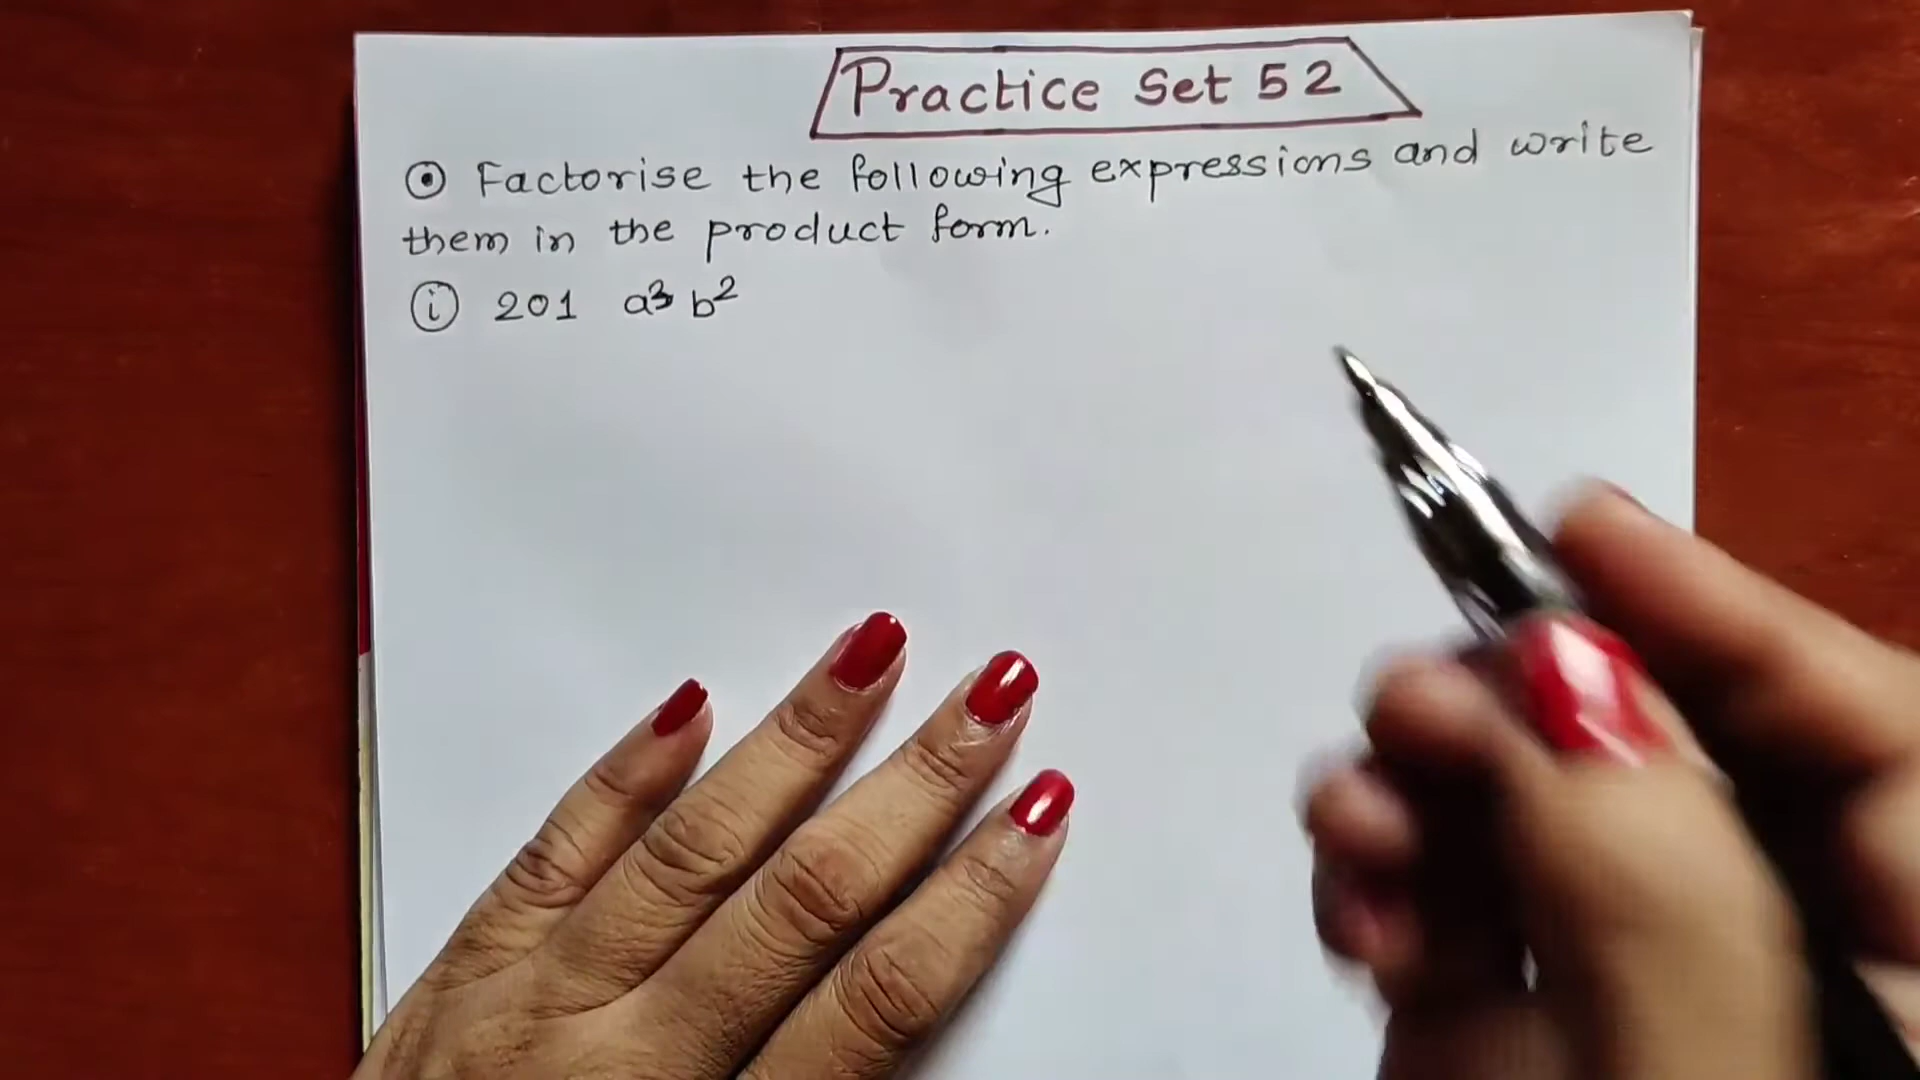 Practice Set 52
Factorise the following expressions and write
them in the product form.
(i) 201 a³ b²